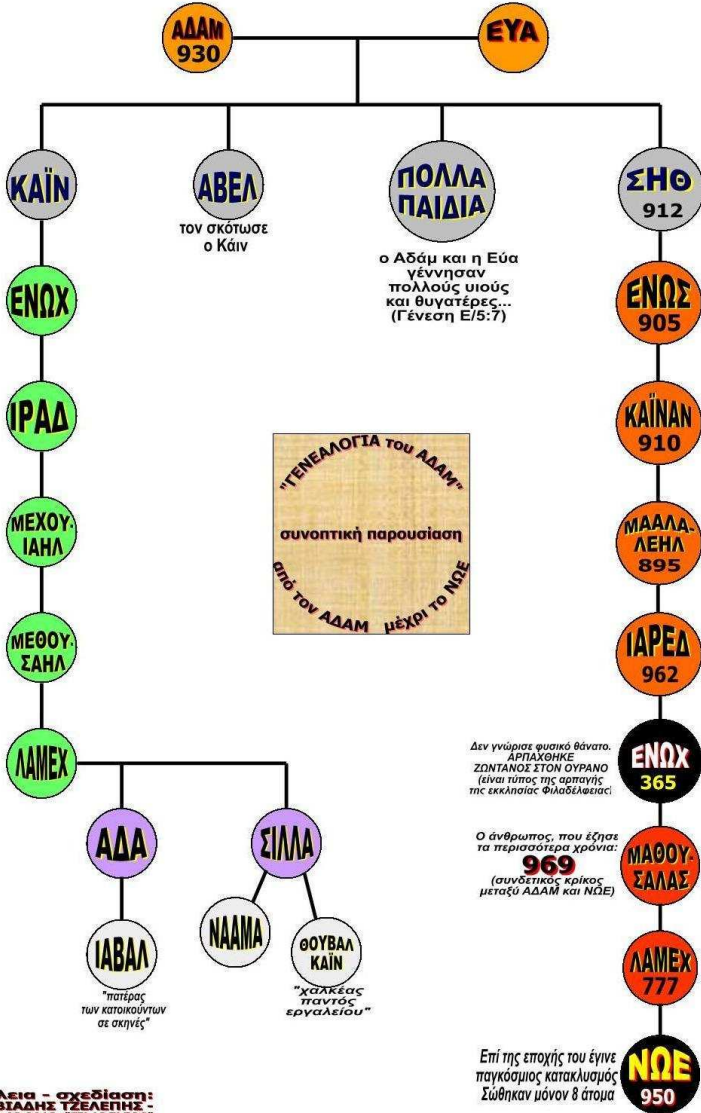 ΑΔΑΜ
930
ΕΥΑ
ΚΑΪΝ
ΑΒΕΛ
τον σκότωσε
ο Κάιν
ΠΟΛΛΑ
ΠΑΙΔΙΑ
ο Αδάμ και η Εύα
γέννησαν
πολλούς υιούς
και θυγατέρες...
(Γένεση Ε/5:7)
ΣΗΘ
912
ΕΝΩΧ
ΙΡΑΔ
ΜΕΧΟΥ-
ΙΑΗΛ
ΜΕΘΟΥ-
ΣΑΗΛ
ΛΑΜΕΧ
ΑΔΑ
ΙΑΒΑΛ
"πατέρας
των κατοικούντων
σε σκηνές"
ΣΙΛΛΑ
ΝΑΑΜΑ
ΘΟΥΒΑΛ
ΚΑΪΝ
"χαλκέας
παντός
εργαλείου"
"ΓΕΝΕΑΛΟΓΙΑ του ΑΔΑΜ"
συνοπτική παρουσίαση
από τον ΑΔΑΜ μέχρι το ΝΩΕ
ΕΝΩΣ
905
ΚΑΪΝΑΝ
910
ΜΑΑΛΑ-
ΛΕΗΛ
895
ΙΑΡΕΔ
962
Δεν γνώρισε φυσικό θάνατο.
ΑΡΠΑΧΘΗΚΕ
ΖΩΝΤΑΝΟΣ ΣΤΟΝ ΟΥΡΑΝΟ
(είναι τύπος της αρπαγής
της εκκλησίας Φιλαδέλφειας)
ΕΝΩΧ
365
Ο άνθρωπος, που έζησε
τα περισσότερα χρόνια:
969
(συνδετικός κρίκος
μεταξύ ΑΔΑΜ και ΝΩΕ)
ΜΑΘΟΥ-
ΣΑΛΑΣ
ΛΑΜΕΧ
777
Επί της εποχής του έγινε
παγκόσμιος κατακλυσμός
Σώθηκαν μόνον 8 άτομα
ΝΩΕ
950
λεια - σχεδίαση:
ΒΙΑΔΗΣ ΤΖΕΛΕΠΗΣ -